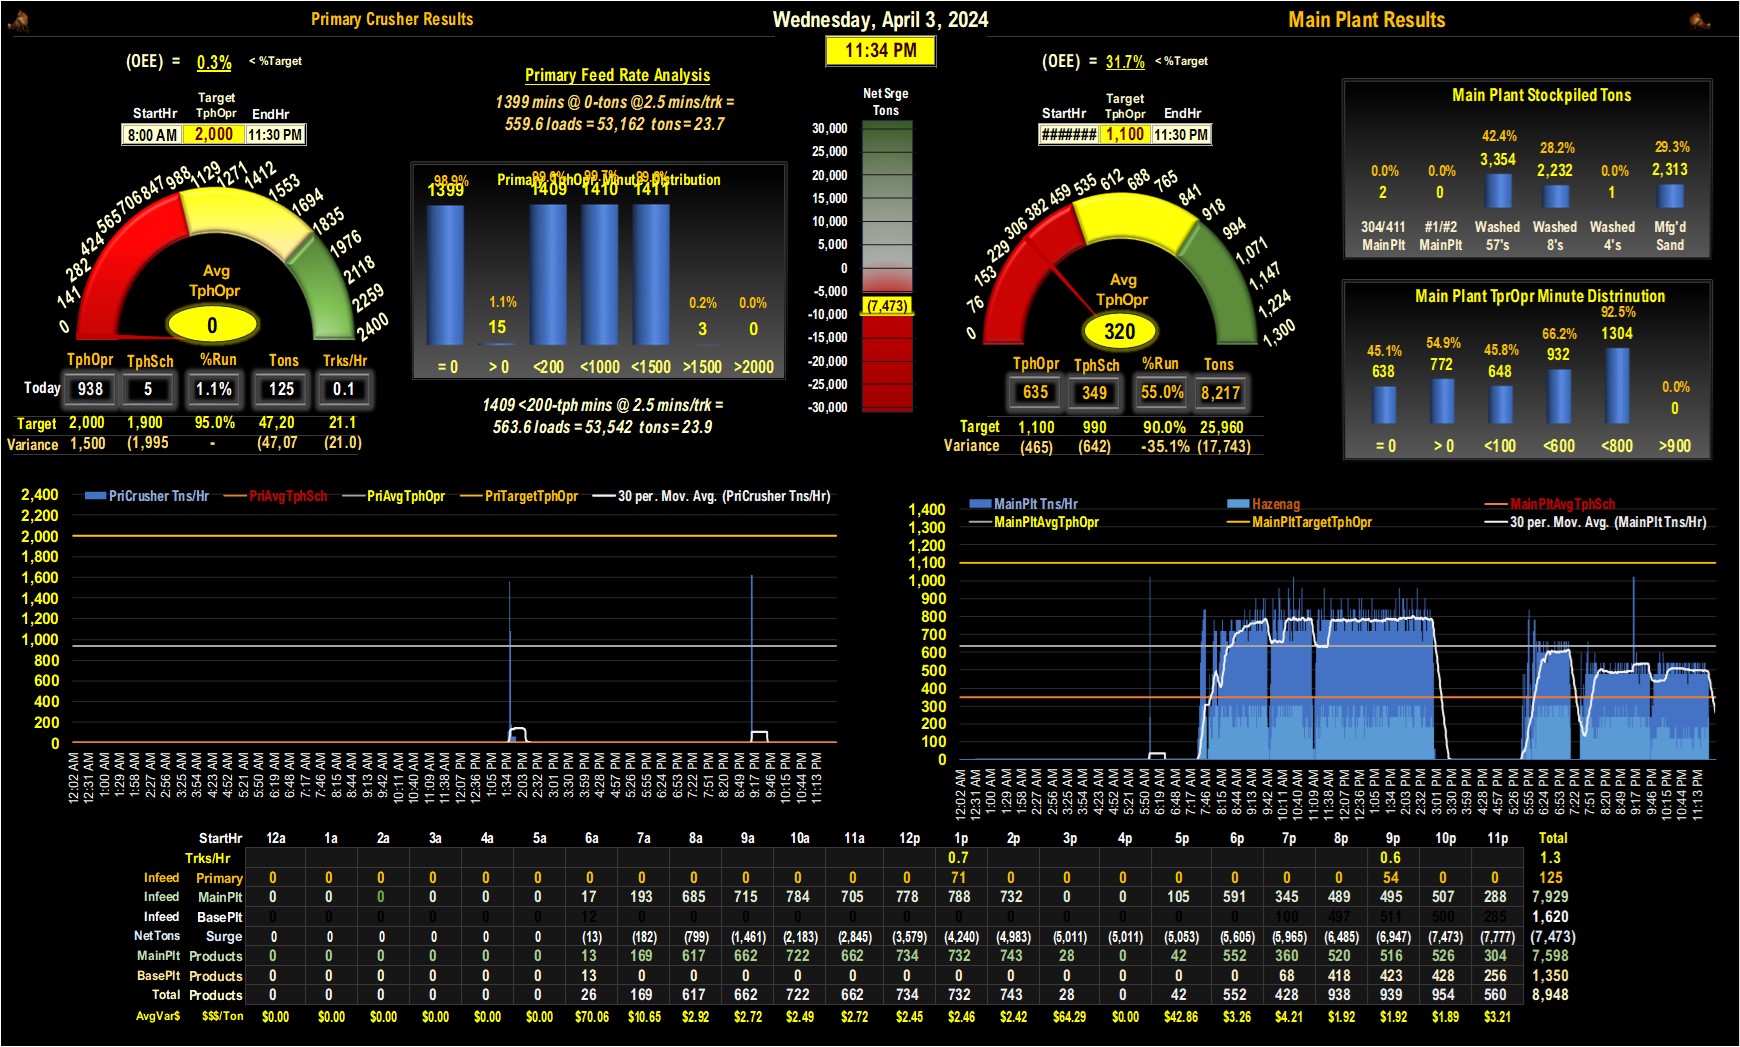 Primary Crusher Results
Wednesday, April 3, 2024
Main Plant Results
11:34 PM
(OEE) = 0.3% < %Target
Target
StartHr TphOpr EndHr
8:00 AM 2,000 11:30 PM
0 141 282 424 565 706 847 988 1129 1271 1412 1553 1694 1835 1976 2118 2259 2400
Avg
TphOpr
0
TphOpr TphSch %Run Tons Trks/Hr
Today 938 5 1.1% 125 0.1
Target 2,000 1,900 95.0% 47,20 21.1
Variance 1,500 (1,995 - (47,07 (21.0)
Primary Feed Rate Analysis
1399 mins @ 0-tons @2.5 mins/trk =
559.6 loads = 53,162 tons = 23.7
Primary TphOpr Minute Distribution
98.9% 99.6% 99.7% 99.8%
1399 1409 1410 1411
1.1% 0.2% 0.0%
15 3 0
= 0 > 0 <200 <1000 <1500 >1500 >2000
1409 <200-tph mins @ 2.5 mins/trk =
563.6 loads = 53,542 tons = 23.9
Net Srge
Tons
30,000
25,000
20,000
15,000
10,000
5,000
0
-5,000
(7,473)
-10,000
-15,000
-20,000
-25,000
-30,000
(OEE) = 31.7% < %Target
Target
StartHr TphOpr EndHr
####### 1,100 11:30 PM
0 76 153 229 306 382 459 535 612 688 765 841 918 994 1,071 1,147 1,224 1,300
Avg
TphOpr
320
TphOpr TphSch %Run Tons
635 349 55.0% 8,217
Target 1,100 990 90.0% 25,960
Variance (465) (642) -35.1% (17,743)
Main Plant Stockpiled Tons
0.0% 0.0% 42.4% 28.2% 0.0% 29.3%
2 0 3,354 2,232 1 2,313
304/411 #1/#2 Washed Washed Washed Mfg'd
MainPlt MainPlt 57's 8's 4's Sand
Main Plant TprOpr Minute Distrinution
45.1% 54.9% 45.8% 66.2% 92.5% 0.0%
638 772 648 932 1304 0
= 0 > 0 <100 <600 <800 >900
PriCrusher Tns/Hr PriAvgTphSch PriAvgTphOpr PriTargetTphOpr 30 per. Mov. Avg. (PriCrusher Tns/Hr)
2,400
2,200
2,000
1,800
1,600
1,400
1,200
1,000
800
600
400
200
0
12:02 AM 12:31 AM 1:00 AM 1:29 AM 1:58 AM 2:27 AM 2:56 AM 3:25 AM 3:54 AM 4:23 AM 4:52 AM 5:21 AM 5:50 AM 6:19 AM 6:48 AM 7:17 AM 7:46 AM 8:15 AM 8:44 AM 9:13 AM 9:42 AM 10:11 AM 10:40 AM 11:09 AM 11:38 AM 12:07 PM 12:36 PM 1:05 PM 1:34 PM 2:03 PM 2:32 PM 3:01 PM 3:30 PM 3:59 PM 4:28 PM 4:57 PM 5:26 PM 5:55 PM 6:24 PM 6:53 PM 7:22 PM 7:51 PM 8:20 PM 8:49 PM 9:17 PM 9:46 PM 10:15 PM 10:44 PM 11:13 PM
MainPlt Tns/Hr Hazenag MainPltAvgTphSch
MainPltAvgTphOpr MainPltTargetTphOpr 30 per. Mov. Avg. (MainPlt Tns/Hr)
1,400
1,300
1,200
1,100
1,000
900
800
700
600
500
400
300
200
100
0
12:02 AM 12:31 AM 1:00 AM 1:29 AM 1:58 AM 2:27 AM 2:56 AM 3:25 AM 3:54 AM 4:23 AM 4:52 AM 5:21 AM 5:50 AM 6:19 AM 6:48 AM 7:17 AM 7:46 AM 8:15 AM 8:44 AM 9:13 AM 9:42 AM 10:11 AM 10:40 AM 11:09 AM 11:38 AM 12:07 PM 12:36 PM 1:05 PM 1:34 PM 2:03 PM 2:32 PM 3:01 PM 3:30 PM 3:59 PM 4:28 PM 4:57 PM 5:26 PM 5:55 PM 6:24 PM 6:53 PM 7:22 PM 7:51 PM 8:20 PM 8:49 PM 9:17 PM 9:46 PM 10:15 PM 10:44 PM 11:13 PM
StartHr 12a 1a 2a 3a 4a 5a 6a 7a 8a 9a 10a 11a 12p 1p 2p 3p 4p 5p 6p 7p 8p 9p 10p 11p Total
Trks/Hr 0.7 0.6 1.3
Infeed Primary 0 0 0 0 0 0 0 0 0 0 0 0 0 71 0 0 0 0 0 0 0 54 0 0 125
Infeed MainPlt 0 0 0 0 0 0 17 193 685 715 784 705 778 788 732 0 0 105 591 345 489 495 507 288 7,929
Infeed BasePlt 0 0 0 0 0 0 12 0 0 0 0 0 0 0 0 0 0 0 0 100 497 511 500 285 1,620
NetTons Surge 0 0 0 0 0 0 (13) (182) (799) (1,461) (2,183) (2,845) (3,579) (4,240) (4,983) (5,011) (5,011) (5,053) (5,605) (5,965) (6,485) (6,947) (7,473) (7,777) (7,473)
MainPlt Products 0 0 0 0 0 0 13 169 617 662 722 662 734 732 743 28 0 42 552 360 520 516 526 304 7,598
BasePlt Products 0 0 0 0 0 0 13 0 0 0 0 0 0 0 0 0 0 0 0 68 418 423 428 256 1,350
Total Products 0 0 0 0 0 0 26 169 617 662 722 662 734 732 743 28 0 42 552 428 938 939 954 560 8,948
AvgVar$ $$$/Ton $0.00 $0.00 $0.00 $0.00 $0.00 $0.00 $70.06 $10.65 $2.92 $2.72 $2.49 $2.72 $2.45 $2.46 $2.42 $64.29 $0.00 $42.86 $3.26 $4.21 $1.92 $1.92 $1.89 $3.21